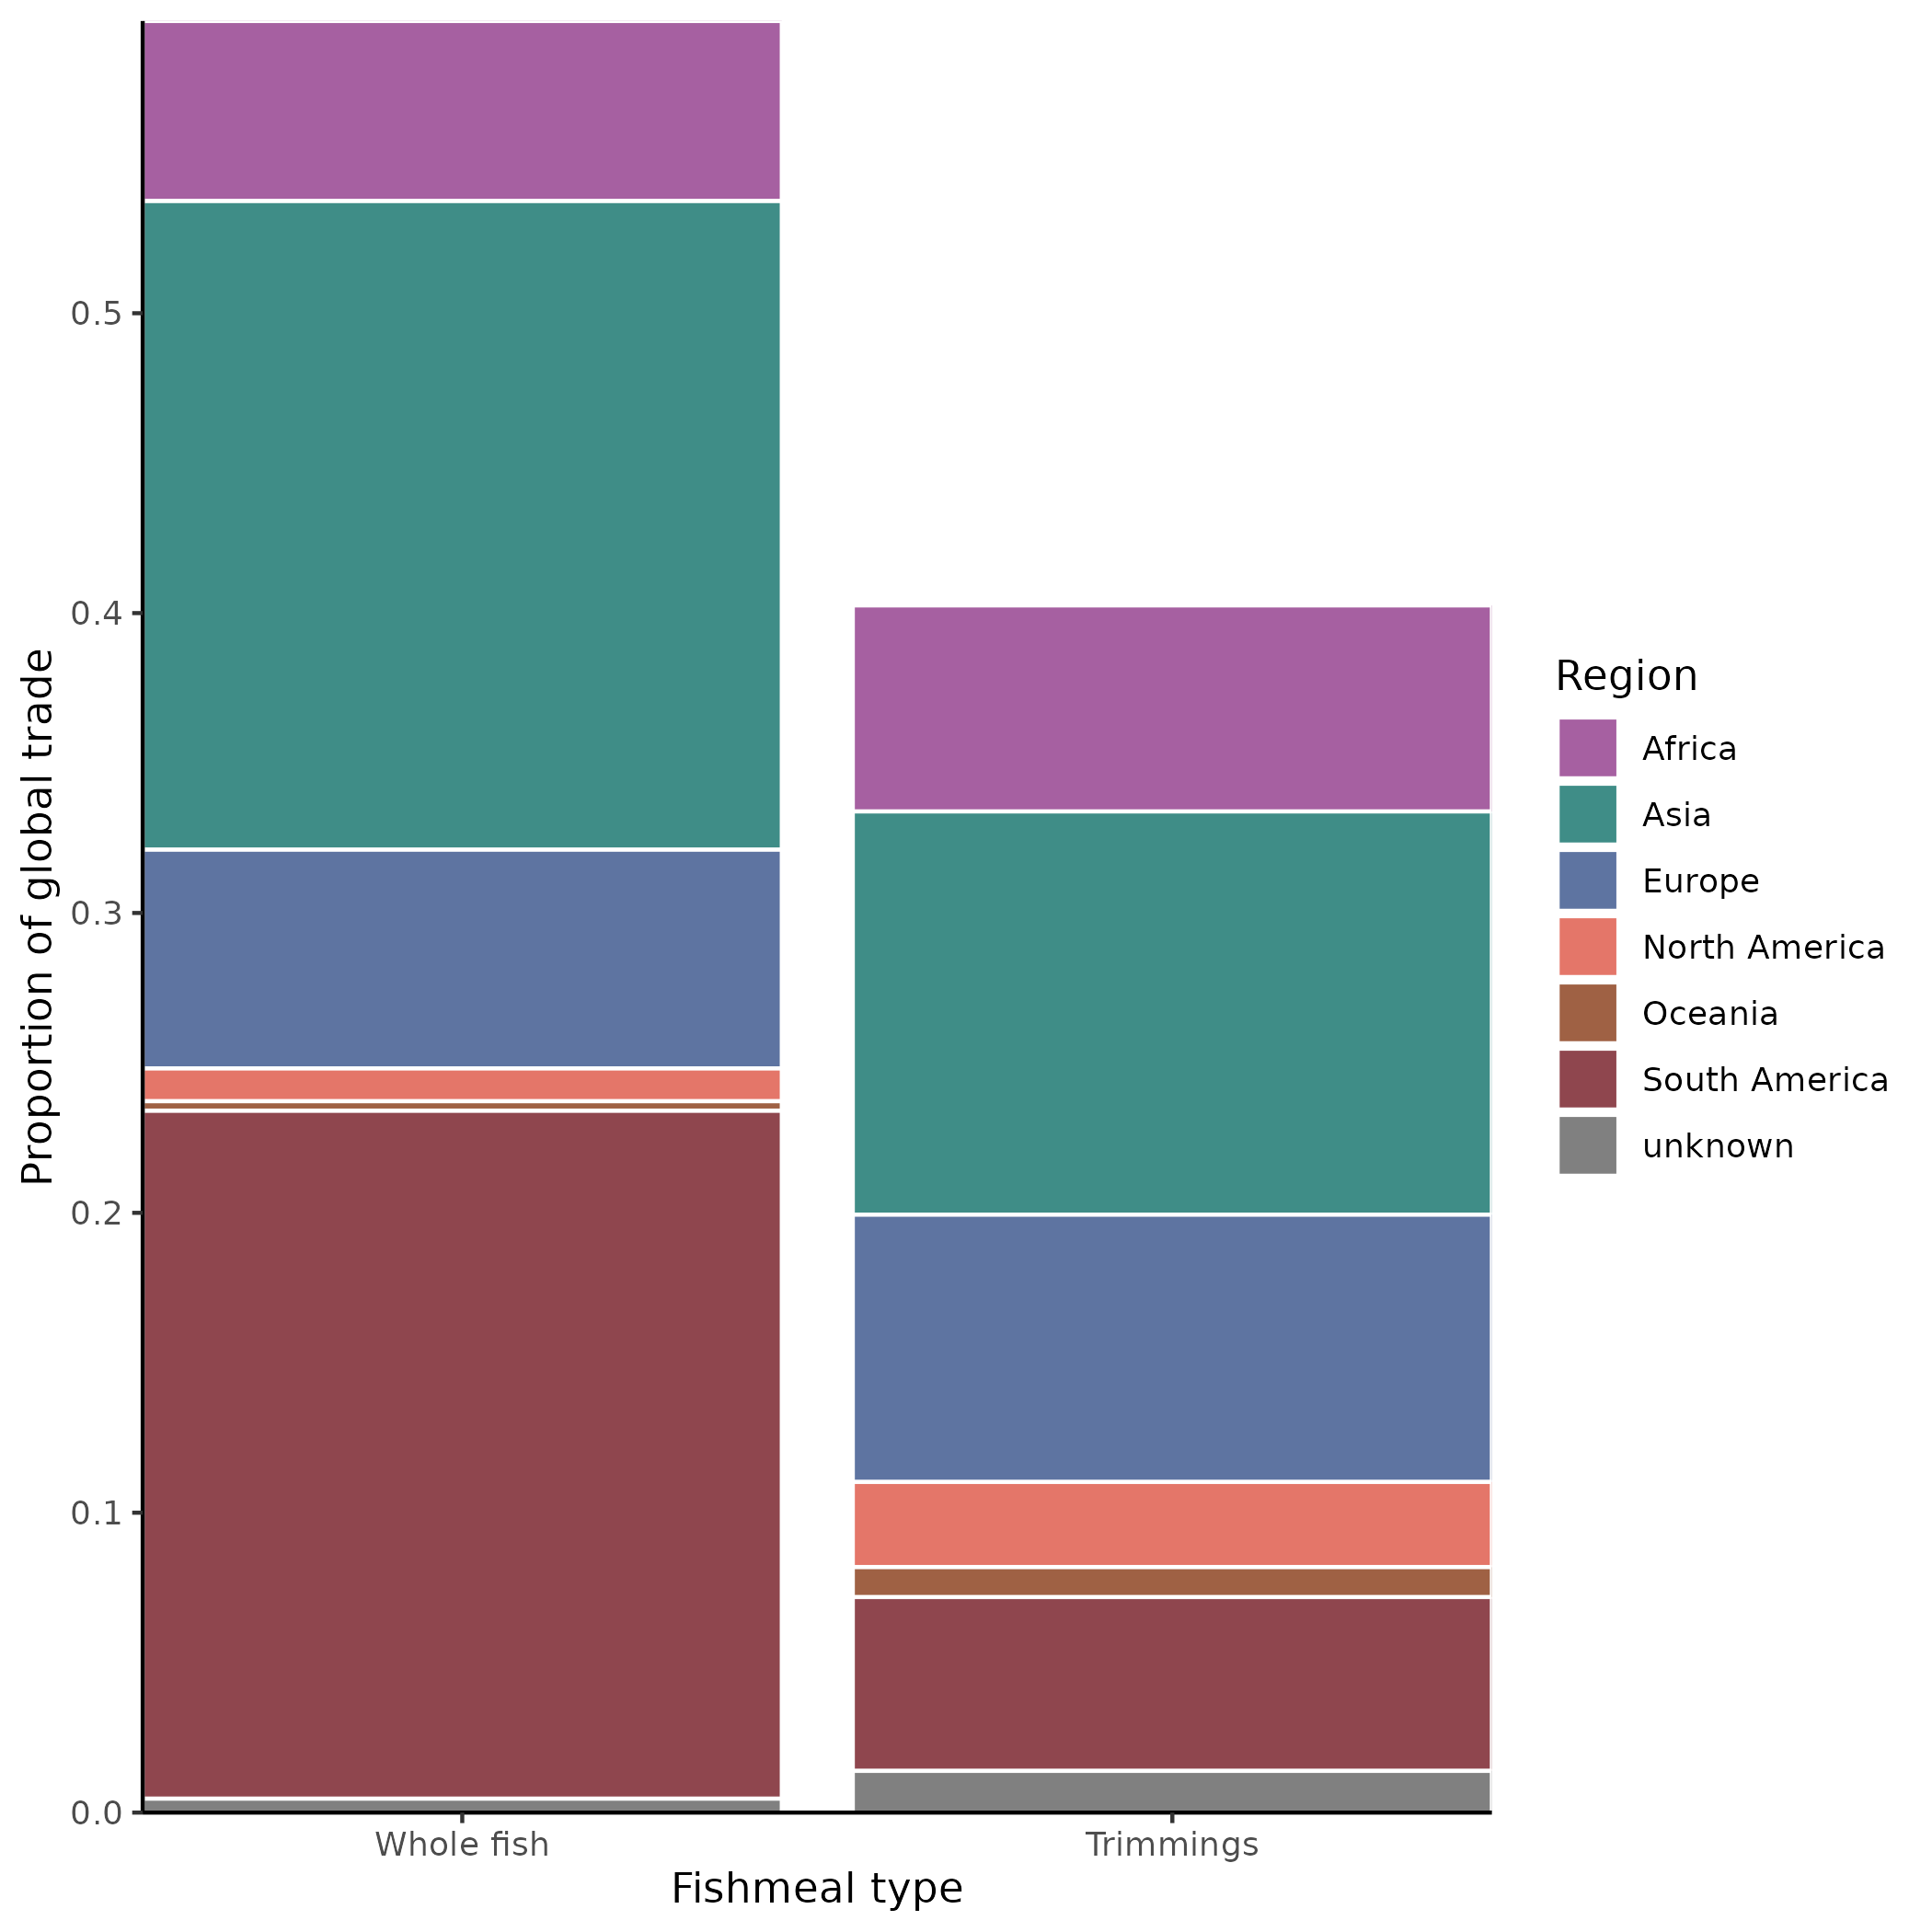 Proportion of global trade
0.5
0.4
0.3
0.2
0.1
0.0
Whole fish
Trimmings
Fishmeal type
Region
Africa
Asia
Europe
North America
Oceania
South America
unknown